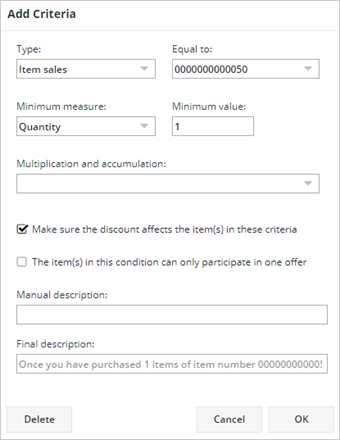 Add Criteria
Type: Equal to:
Item sales 0000000000050
Minimum measure: Minimum value:
Quantity 1
Multiplication and accumulation:
Make sure the discount affects the item(s) in these criteria
The item(s) in this condition can only participate in one offer
Manual description:
Final description:
Once you have purchased 1 items of item number 00000000005
Delete Cancel OK